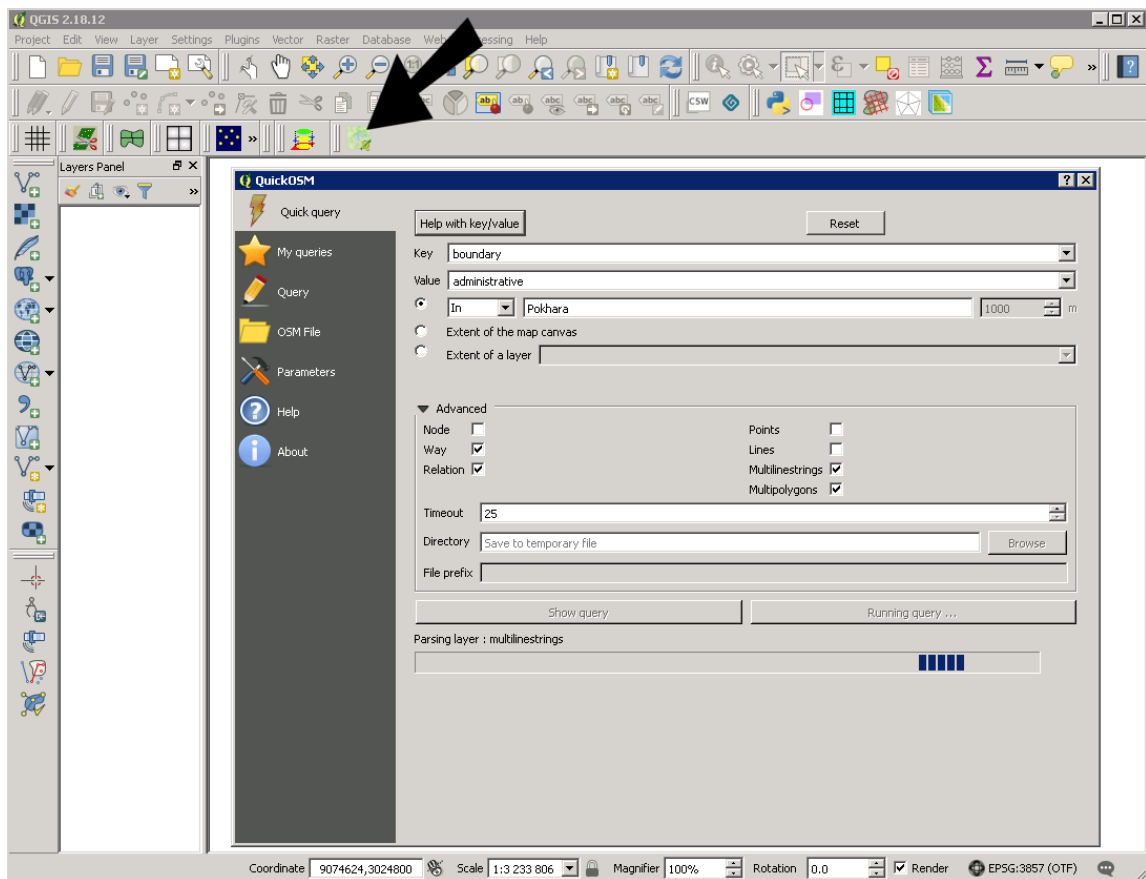 QGIS 2.18.12
Project Edit View Layer Settings Plugins Vector Raster Database Web Processing Help
CSW
Layers Panel
QuickOSM
Quick query
My queries
Query
OSM File
Parameters
Help
About
Help with key/value Reset
Key boundary
Value administrative
In Pokhara 1000 m
Extent of the map canvas
Extent of a layer
Advanced
Node Points
Way Lines
Relation Multilinestrings
Multipolygons
Timeout 25
Directory Save to temporary file Browse
File prefix
Show query Running query ...
Parsing layer : multilinestrings
Coordinate 9074624,3024800 Scale 1:3 233 806 Magnifier 100% Rotation 0.0 Render EPSG:3857 (OTF)